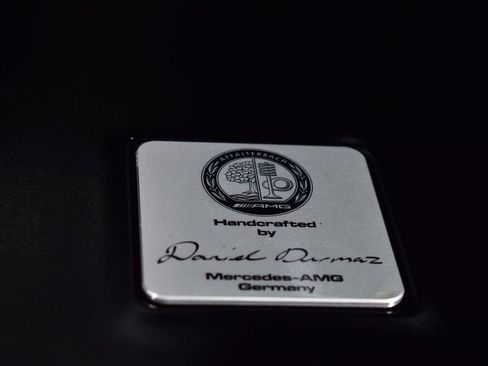 AFFALTERBACH
AMG
Handcrafted
by
Daniel Durmaz
Mercedes-AMG
Germany